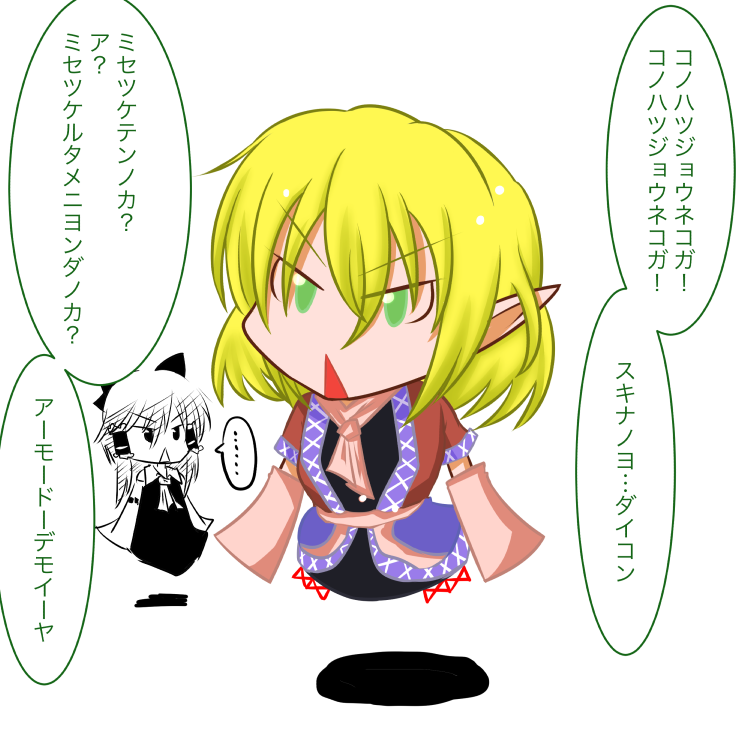 コノハツジョウネコガ！
コノハツジョウネコガ！
スキナノヨ…ダイコン
ミセツケテンノカ？
ア？
ミセツケルタメニヨンダノカ？
アーモードーデモイーヤ
……